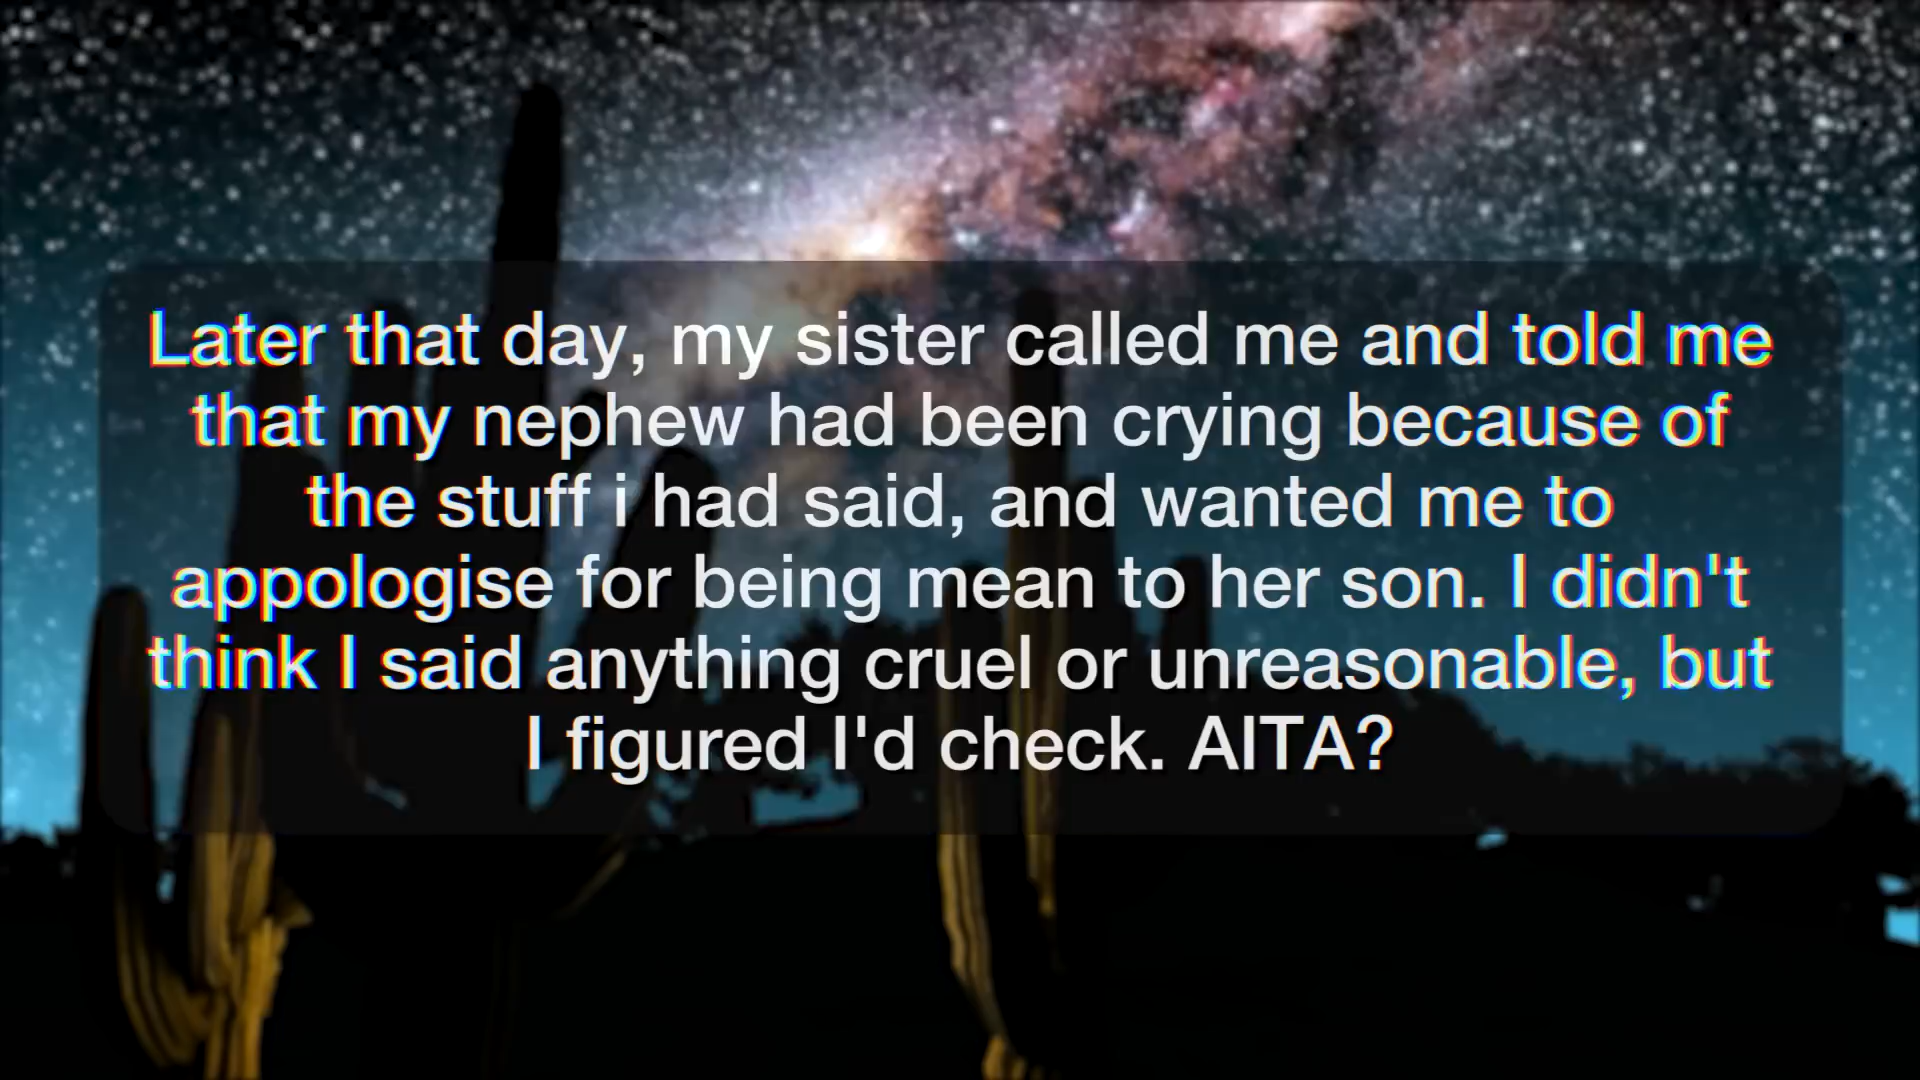 Later that day, my sister called me and told me
that my nephew had been crying because of
the stuff i had said, and wanted me to
appologise for being mean to her son. I didn't
think I said anything cruel or unreasonable, but
I figured I'd check. AITA?